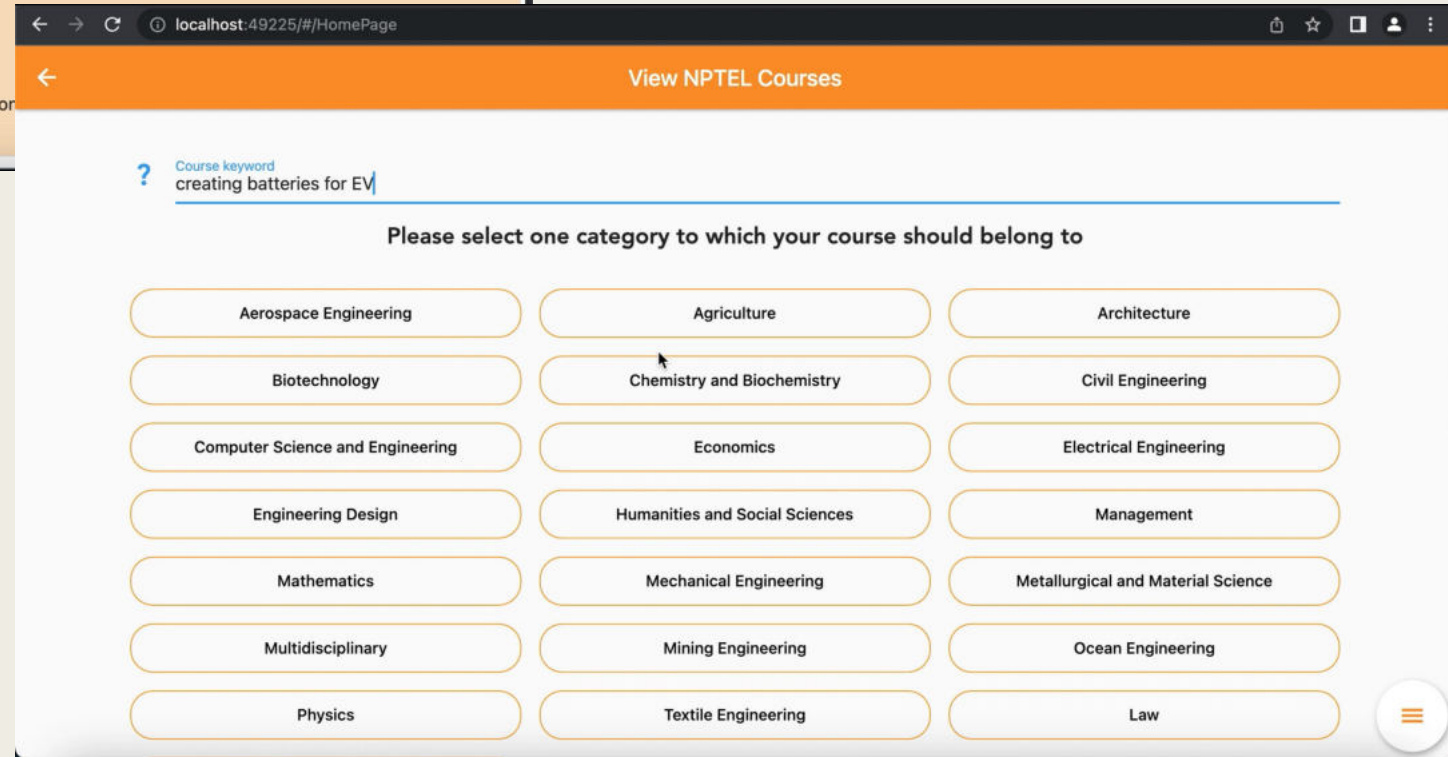 localhost:49225/#/HomePage
View NPTEL Courses
or
?
Course keyword
creating batteries for EV
Please select one category to which your course should belong to
Aerospace Engineering
Agriculture
Architecture
Biotechnology
Chemistry and Biochemistry
Civil Engineering
Computer Science and Engineering
Economics
Electrical Engineering
Engineering Design
Humanities and Social Sciences
Management
Mathematics
Mechanical Engineering
Metallurgical and Material Science
Multidisciplinary
Mining Engineering
Ocean Engineering
Physics
Textile Engineering
Law